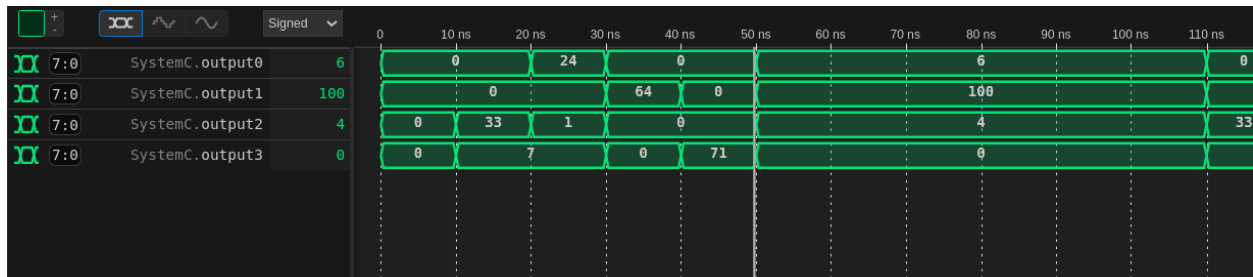 +
-
Signed
0 10 ns 20 ns 30 ns 40 ns 50 ns 60 ns 70 ns 80 ns 90 ns 100 ns 110 ns
7:0 SystemC.output0 6 0 24 0 6 0
7:0 SystemC.output1 100 0 64 0 100
7:0 SystemC.output2 4 0 33 1 0 4 33
7:0 SystemC.output3 0 0 7 0 71 0